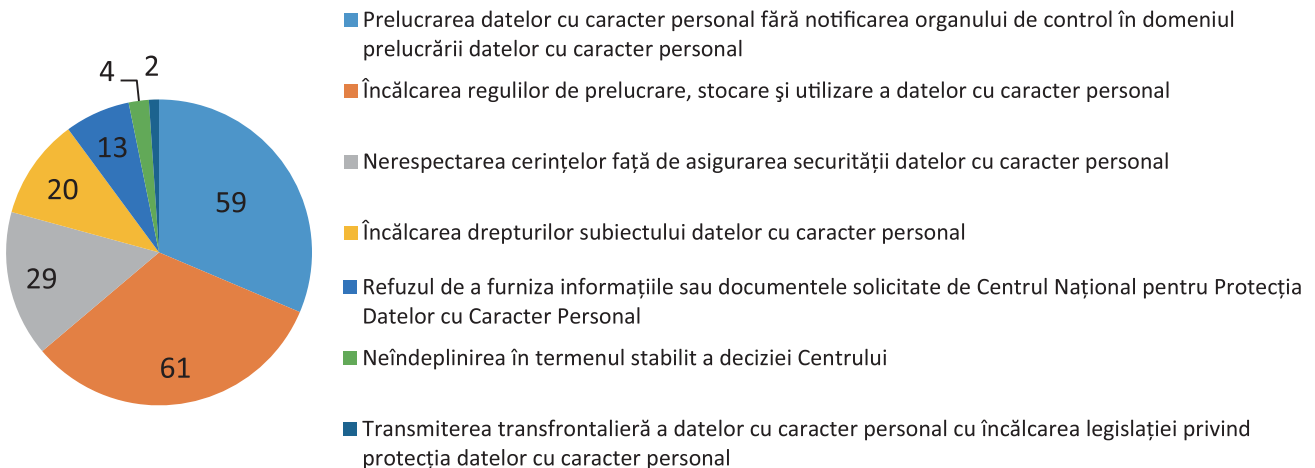 4
2
13
20
59
29
61
Prelucrarea datelor cu caracter personal fără notificarea organului de control în domeniul
prelucrării datelor cu caracter personal
Încălcarea regulilor de prelucrare, stocare şi utilizare a datelor cu caracter personal
Nerespectarea cerințelor față de asigurarea securității datelor cu caracter personal
Încălcarea drepturilor subiectului datelor cu caracter personal
Refuzul de a furniza informațiile sau documentele solicitate de Centrul Național pentru Protecția
Datelor cu Caracter Personal
Neîndeplinirea în termenul stabilit a deciziei Centrului
Transmiterea transfrontalieră a datelor cu caracter personal cu încălcarea legislației privind
protecția datelor cu caracter personal